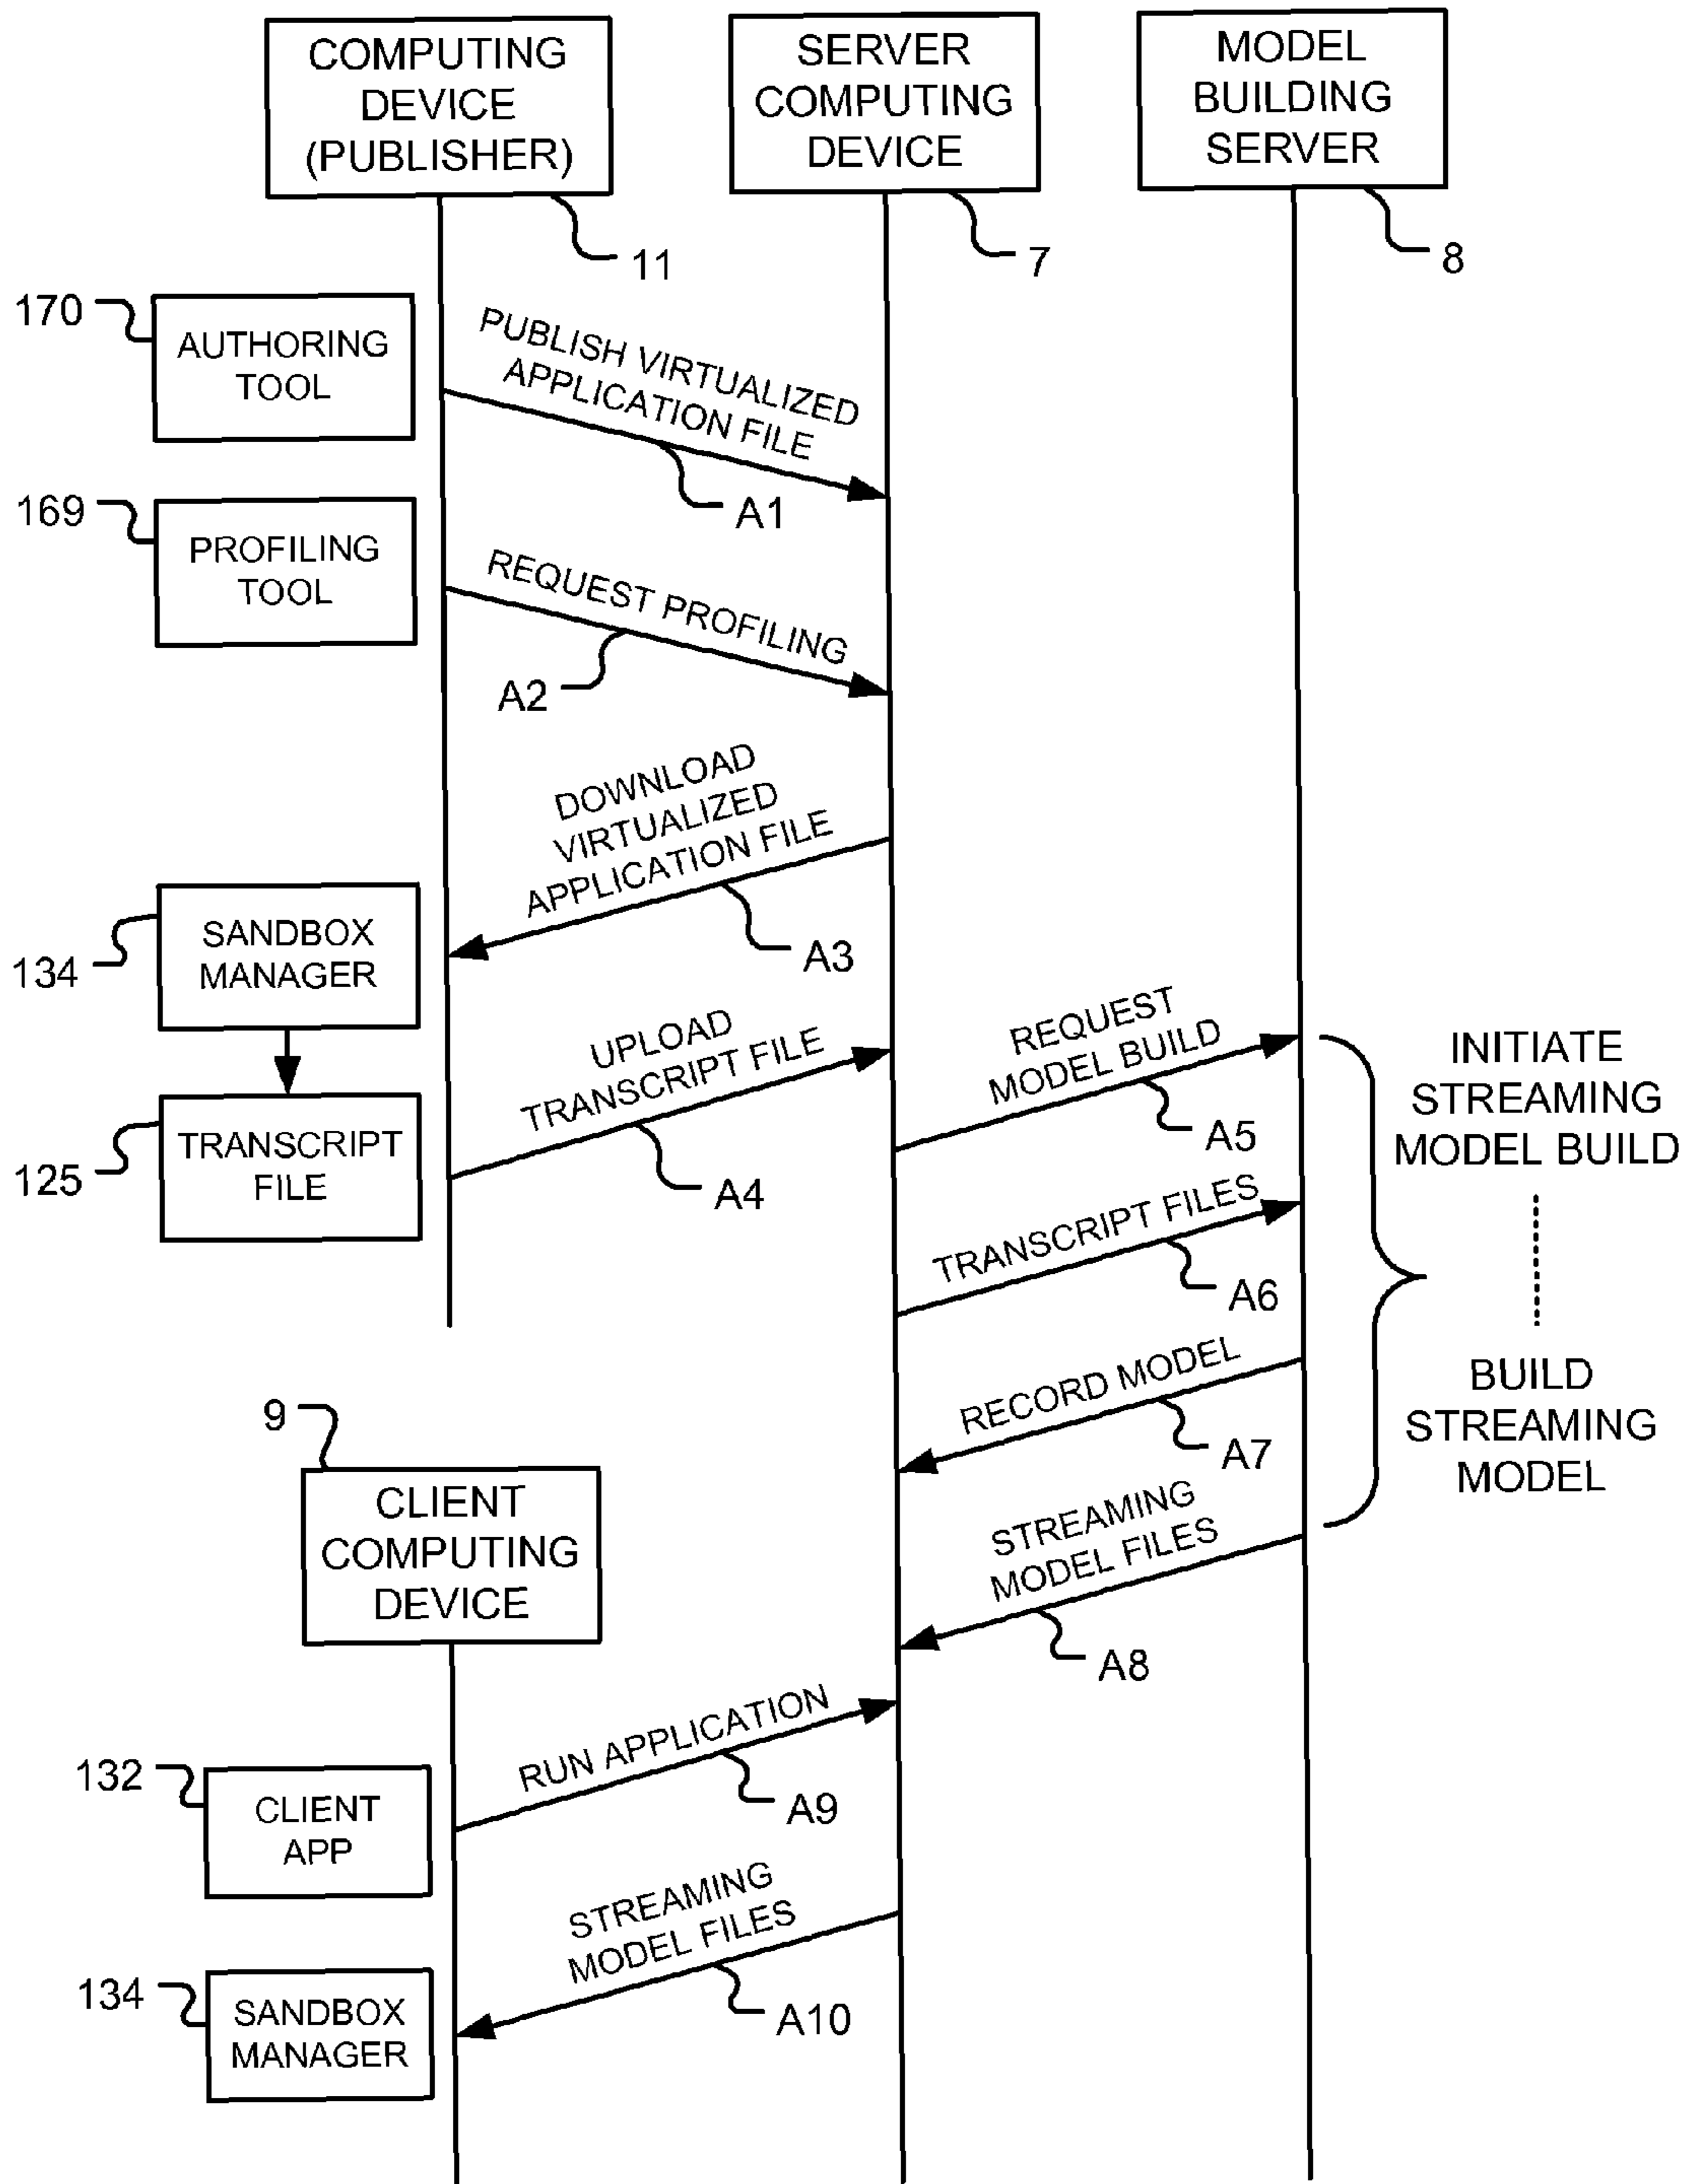 COMPUTING
DEVICE
(PUBLISHER)
SERVER
COMPUTING
DEVICE
MODEL
BUILDING
SERVER
11
7
8
170
AUTHORING
TOOL
PUBLISH VIRTUALIZED
APPLICATION FILE
A1
169
PROFILING
TOOL
REQUEST PROFILING
A2
DOWNLOAD
VIRTUALIZED
APPLICATION FILE
A3
134
SANDBOX
MANAGER
UPLOAD
TRANSCRIPT FILE
A4
125
TRANSCRIPT
FILE
REQUEST
MODEL BUILD
A5
INITIATE
STREAMING
MODEL BUILD
TRANSCRIPT FILES
A6
RECORD MODEL
A7
BUILD
STREAMING
MODEL
STREAMING
MODEL FILES
A8
9
CLIENT
COMPUTING
DEVICE
RUN APPLICATION
A9
132
CLIENT
APP
STREAMING
MODEL FILES
A10
134
SANDBOX
MANAGER